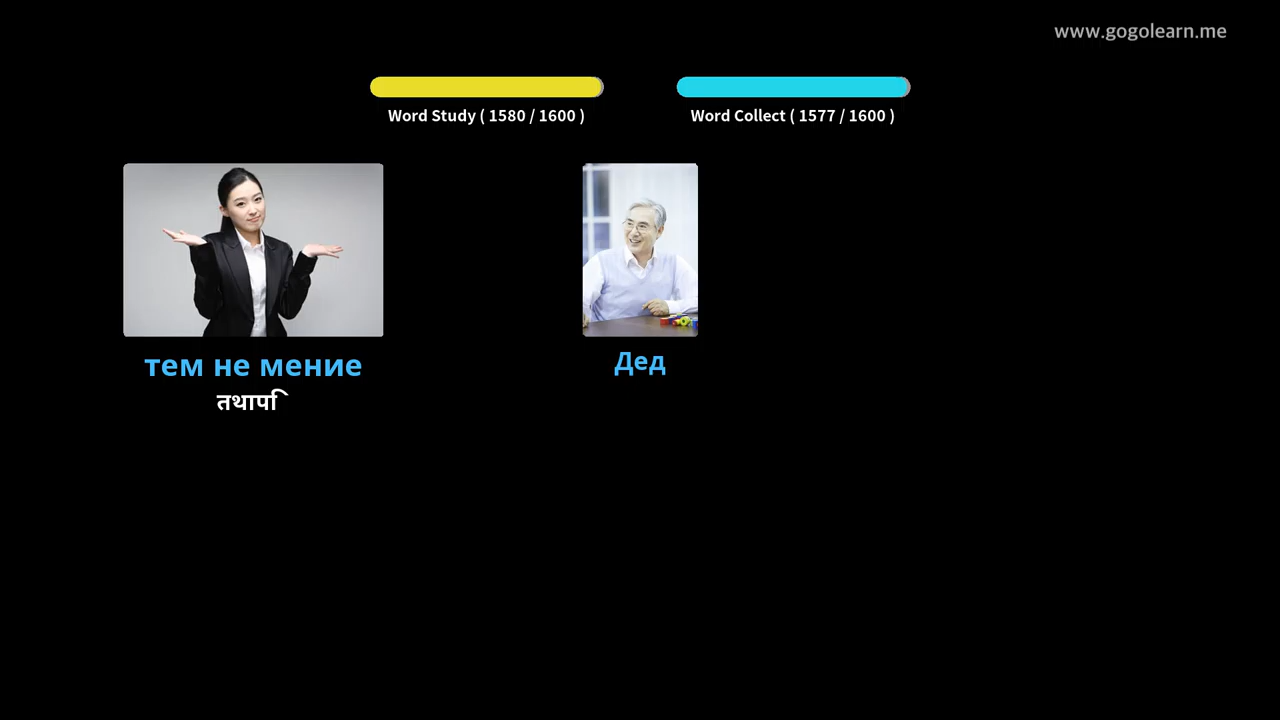 www.gogolearn.me
Word Study ( 1580 / 1600 )
Word Collect ( 1577 / 1600 )
тем не мение
तथापि
Дед